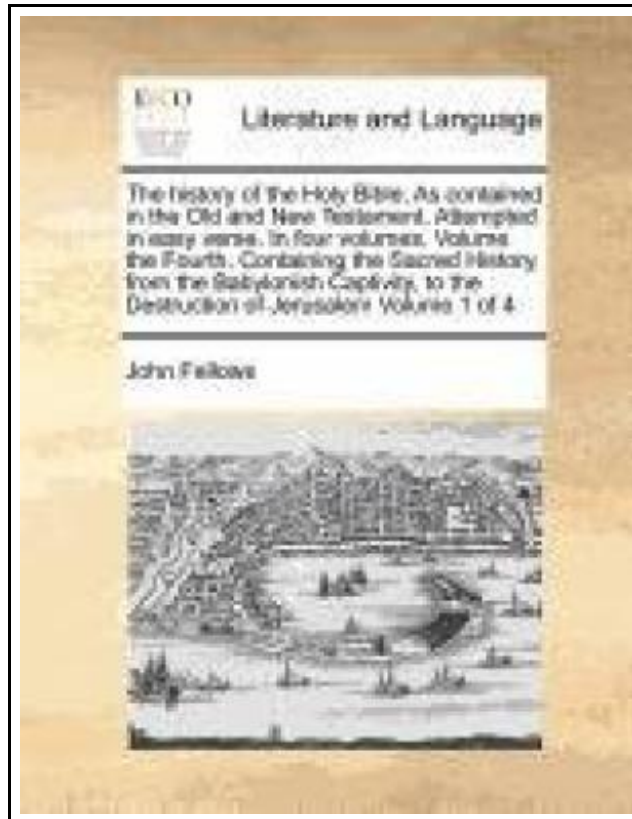 ECCO
Literature and Language
The history of the Holy Bible. As contained
in the Old and New Testament. Attempted
in easy verse. In four volumes. Volume
the Fourth. Containing the Sacred History
from the Babylonish Captivity, to the
Destruction of Jerusalem Volume 1 of 4
John Fellows